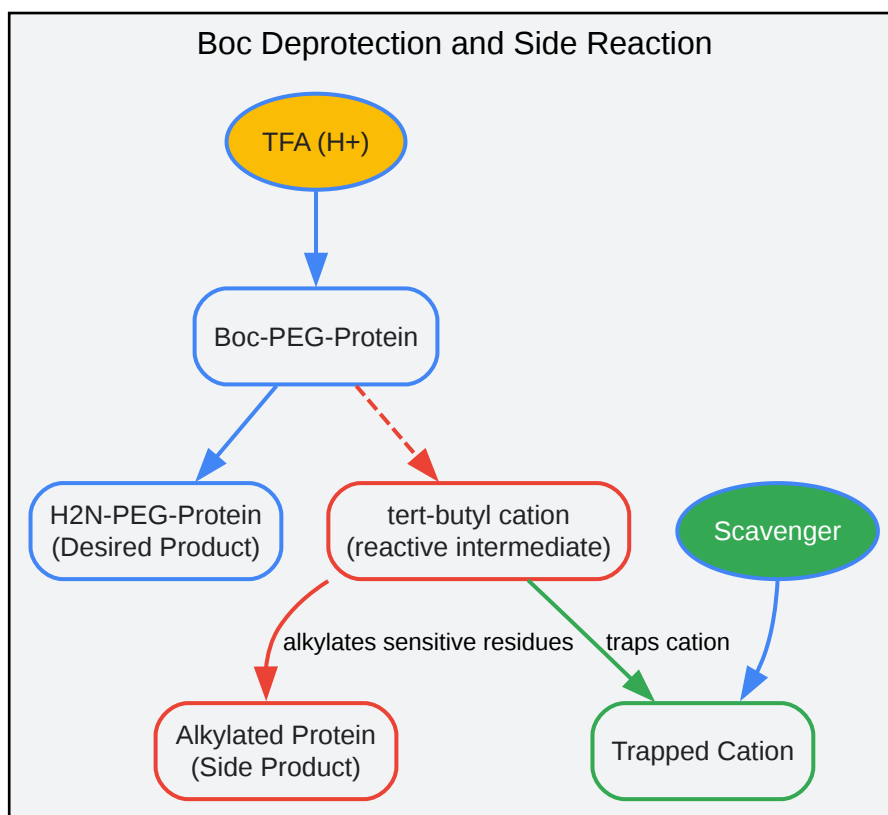 Boc Deprotection and Side Reaction
TFA (H+)
Boc-PEG-Protein
H2N-PEG-Protein
(Desired Product)
tert-butyl cation
(reactive intermediate)
Scavenger
alkylates sensitive residues
traps cation
Alkylated Protein
(Side Product)
Trapped Cation